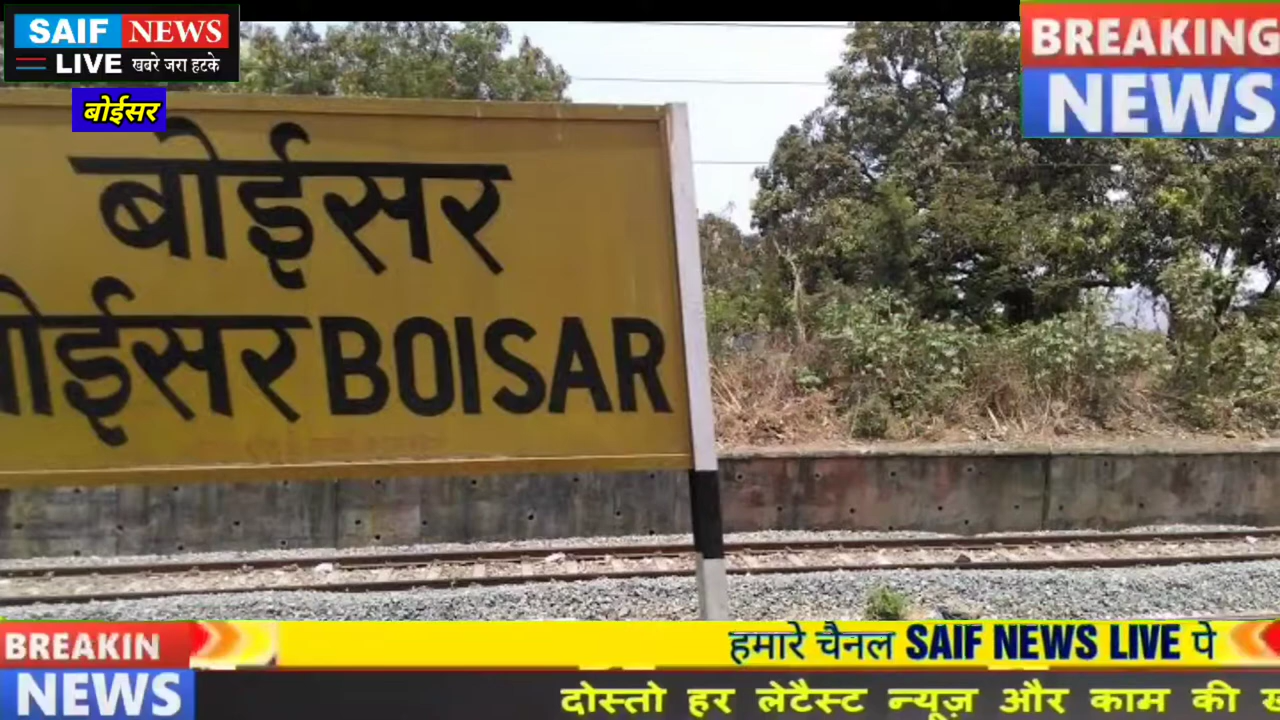 SAIF NEWS
LIVE खबरे जरा हटके
BREAKING
NEWS
बोईसर
बोईसर
बोईसर BOISAR
BREAKIN
NEWS
हमारे चैनल SAIF NEWS LIVE पे
दोस्तो हर लेटैस्ट न्यूज़ और काम की